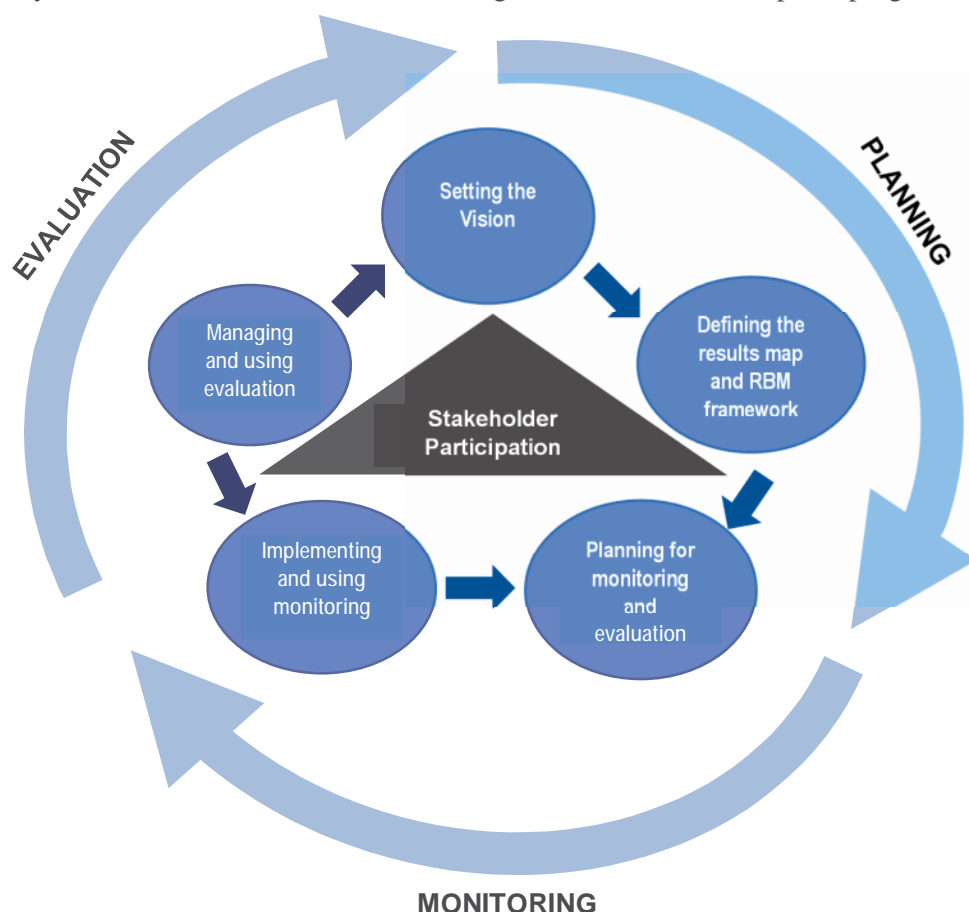 EVALUATION
PLANNING
Setting the
Vision
Managing
and using
evaluation
Defining the
results map
and RBM
framework
Stakeholder
Participation
Implementing
and using
monitoring
Planning for
monitoring
and
evaluation
MONITORING